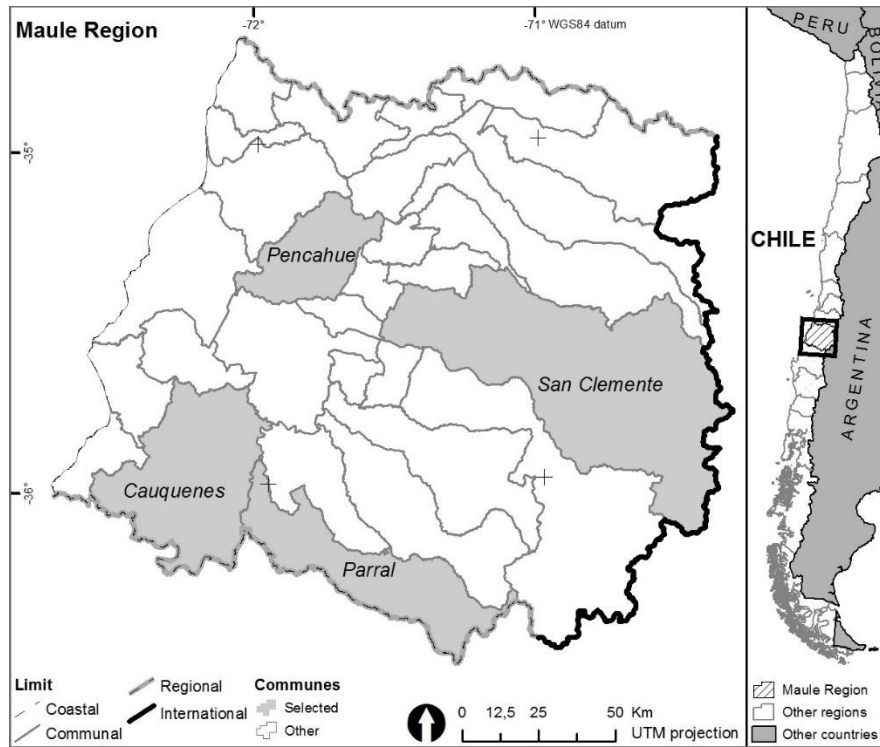 Maule Region
-72°
-71° WGS84 datum
-35°
-36°
Pencahue
San Clemente
Cauquenes
Parral
Limit
Coastal
Communal
Regional
International
Communes
Selected
Other
0 12,5 25 50 Km
UTM projection
PERU
BOLIVIA
CHILE
ARGENTINA
Maule Region
Other regions
Other countries